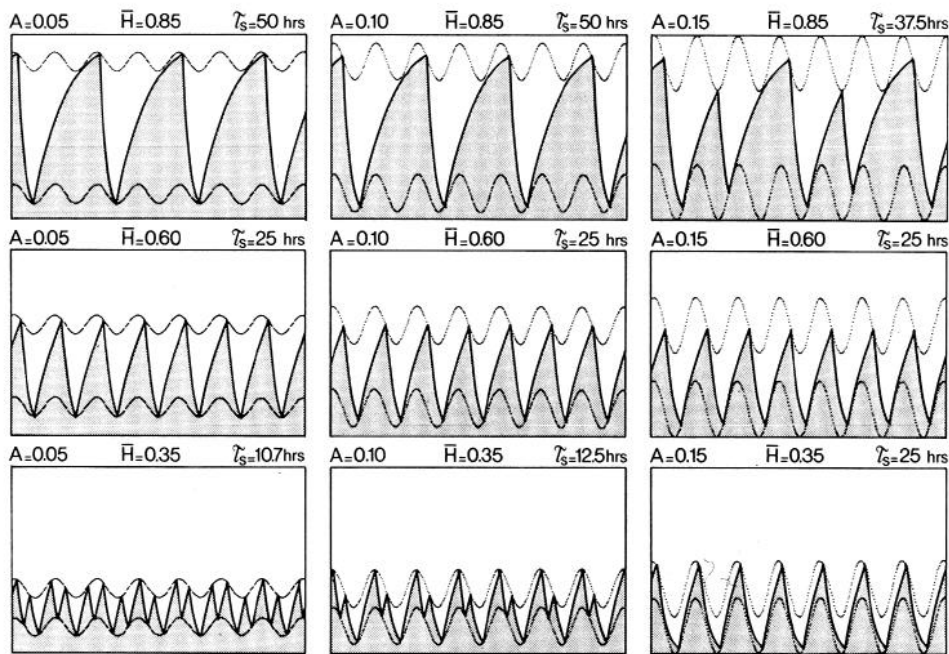 A=0.05 H̅=0.85 τs=50 hrs
A=0.10 H̅=0.85 τs=50 hrs
A=0.15 H̅=0.85 τs=37.5hrs
A=0.05 H̅=0.60 τs=25 hrs
A=0.10 H̅=0.60 τs=25 hrs
A=0.15 H̅=0.60 τs=25 hrs
A=0.05 H̅=0.35 τs=10.7hrs
A=0.10 H̅=0.35 τs=12.5hrs
A=0.15 H̅=0.35 τs=25 hrs